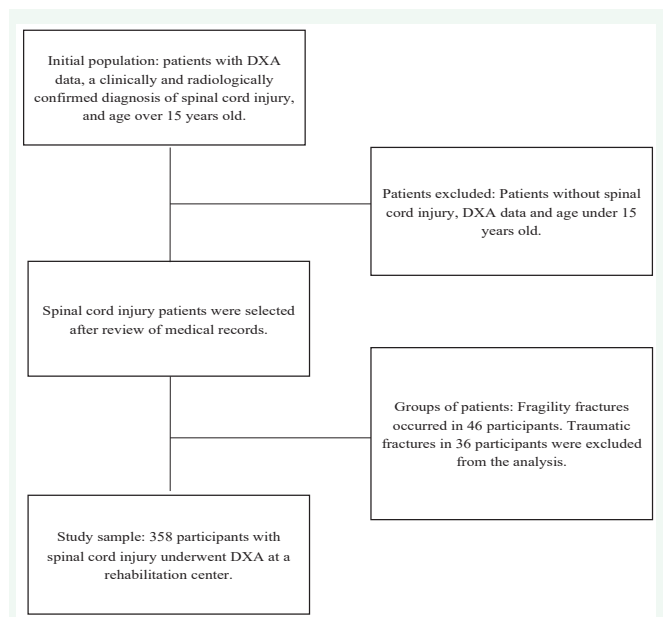 Initial population: patients with DXA
data, a clinically and radiologically
confirmed diagnosis of spinal cord injury,
and age over 15 years old.
Patients excluded: Patients without spinal
cord injury, DXA data and age under 15
years old.
Spinal cord injury patients were selected
after review of medical records.
Groups of patients: Fragility fractures
occurred in 46 participants. Traumatic
fractures in 36 participants were excluded
from the analysis.
Study sample: 358 participants with
spinal cord injury underwent DXA at a
rehabilitation center.